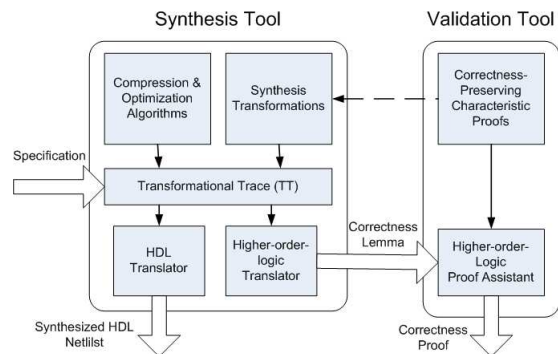 Synthesis Tool
Validation Tool
Compression &
Optimization
Algorithms
Synthesis
Transformations
Correctness-
Preserving
Characteristic
Proofs
Specification
Transformational Trace (TT)
HDL
Translator
Higher-order-
logic
Translator
Correctness
Lemma
Higher-order-
Logic
Proof Assistant
Synthesized HDL
Netlilst
Correctness
Proof